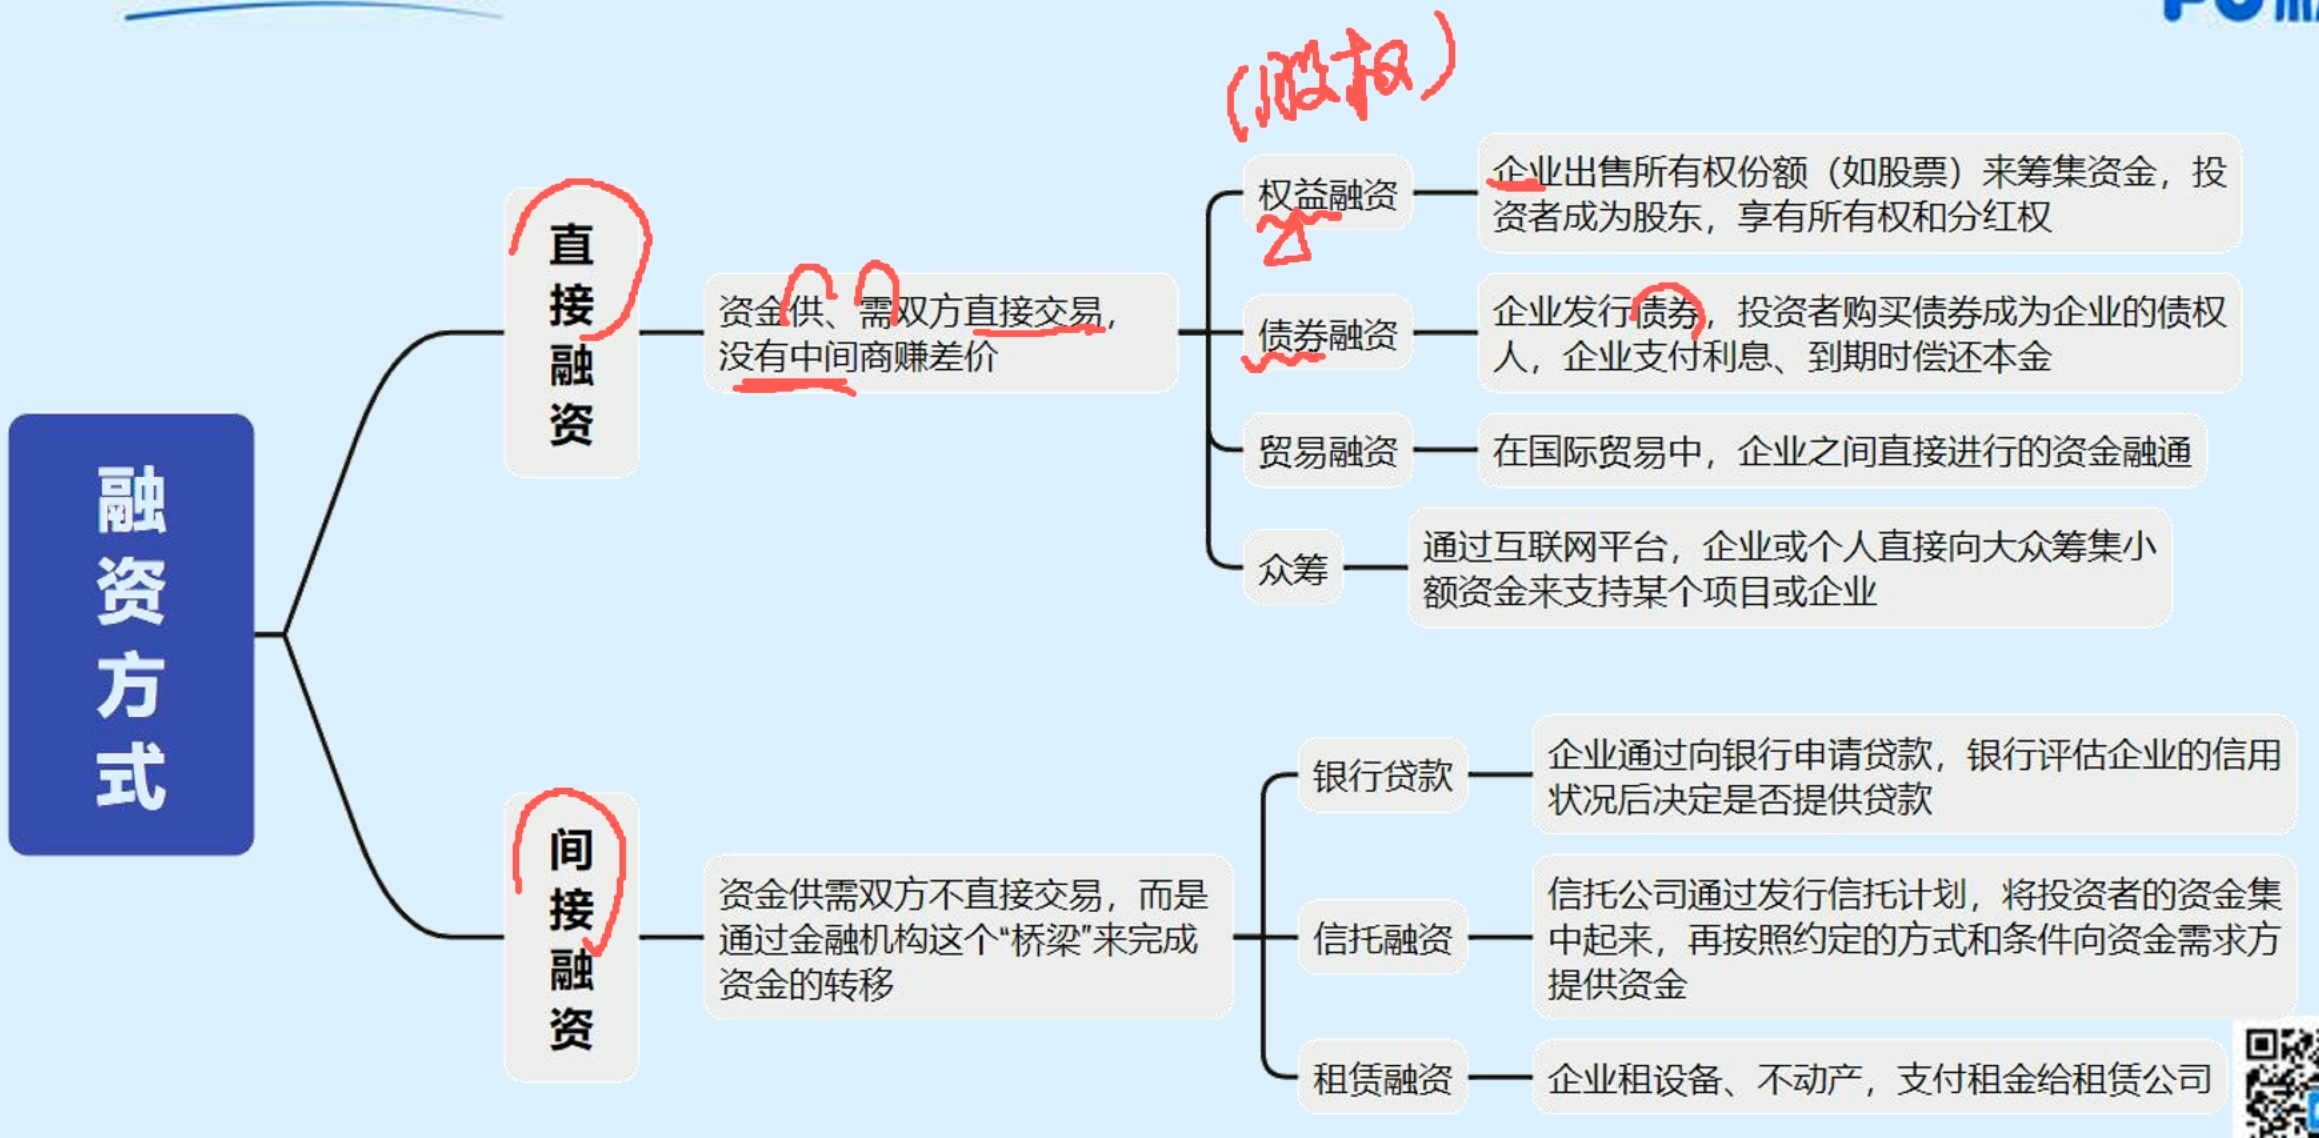 (股权)
直
接
融
资
资金供、需双方直接交易，
没有中间商赚差价
权益融资
企业出售所有权份额（如股票）来筹集资金，投
资者成为股东，享有所有权和分红权
债券融资
企业发行债券，投资者购买债券成为企业的债权
人，企业支付利息、到期时偿还本金
贸易融资
在国际贸易中，企业之间直接进行的资金融通
众筹
通过互联网平台，企业或个人直接向大众筹集小
额资金来支持某个项目或企业
融
资
方
式
间
接
融
资
资金供需双方不直接交易，而是
通过金融机构这个“桥梁”来完成
资金的转移
银行贷款
企业通过向银行申请贷款，银行评估企业的信用
状况后决定是否提供贷款
信托融资
信托公司通过发行信托计划，将投资者的资金集
中起来，再按照约定的方式和条件向资金需求方
提供资金
租赁融资
企业租设备、不动产，支付租金给租赁公司